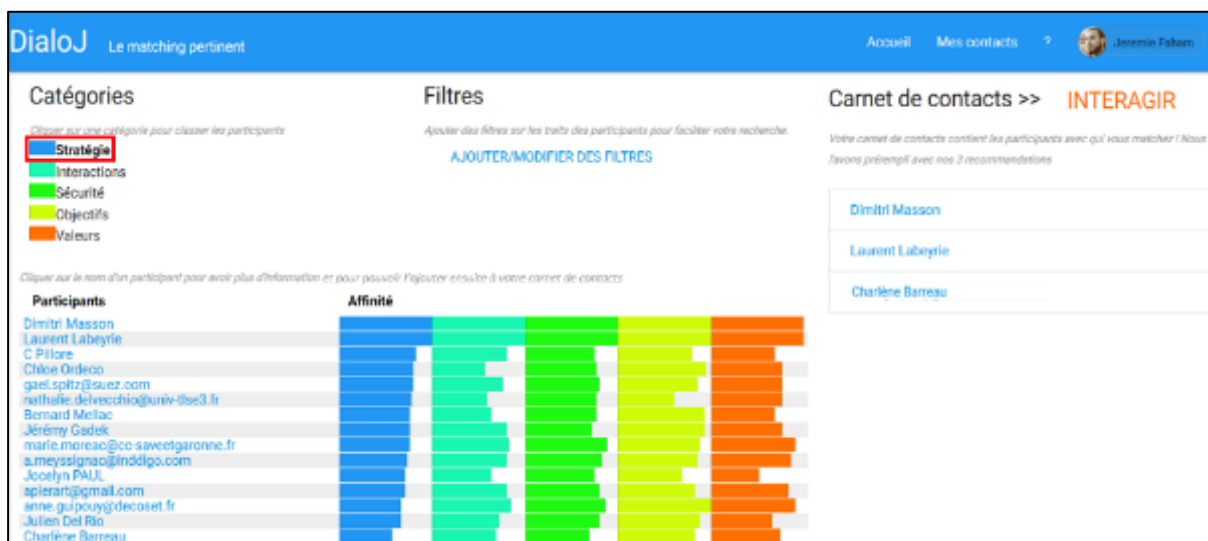 DialoJ Le matching pertinent
Accueil Mes contacts ? Jeremie Faham
Catégories
Cliquer sur une catégorie pour classer les participants
Stratégie
Interactions
Sécurité
Objectifs
Valeurs
Filtres
Ajouter des filtres sur les traits des participants pour faciliter votre recherche.
AJOUTER/MODIFIER DES FILTRES
Carnet de contacts >> INTERAGIR
Votre carnet de contacts contient les participants avec qui vous matchez ! Nous
l'avons prérempli avec nos 3 recommandations
Dimitri Masson
Laurent Labeyrie
Charlène Barreau
Cliquer sur le nom d'un participant pour avoir plus d'information et pour pouvoir l'ajouter ensuite à votre carnet de contacts
Participants Affinité
Dimitri Masson
Laurent Labeyrie
C Pillore
Chloe Ordeco
gael.spitz@suez.com
nathalie.delvecchio@univ-tlse3.fr
Bernard Mellac
Jérémy Gadek
marie.moreac@cc-saveetgaronne.fr
a.meyssignac@inddigo.com
Jocelyn PAUL
apierart@gmail.com
anne.guipouy@decoset.fr
Julien Del Rio
Charlène Barreau